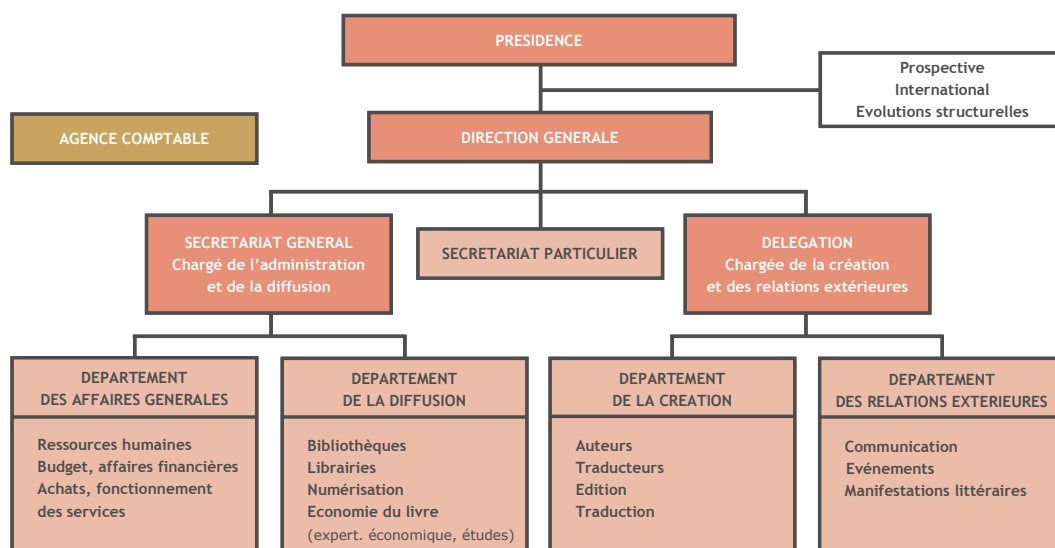 PRESIDENCE
Prospective
International
Evolutions structurelles
AGENCE COMPTABLE
DIRECTION GENERALE
SECRETARIAT GENERAL
Chargé de l’administration
et de la diffusion
SECRETARIAT PARTICULIER
DELEGATION
Chargée de la création
et des relations extérieures
DEPARTEMENT
DES AFFAIRES GENERALES
Ressources humaines
Budget, affaires financières
Achats, fonctionnement
des services
DEPARTEMENT
DE LA DIFFUSION
Bibliothèques
Librairies
Numérisation
Economie du livre
(expert. économique, études)
DEPARTEMENT
DE LA CREATION
Auteurs
Traducteurs
Edition
Traduction
DEPARTEMENT
DES RELATIONS EXTERIEURES
Communication
Evénements
Manifestations littéraires